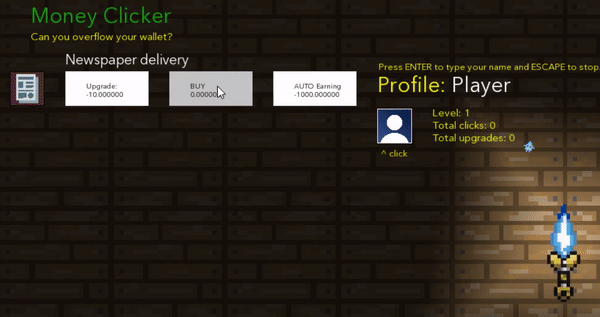 Money Clicker
Can you overflow your wallet?
Newspaper delivery
Upgrade:
-10.000000
BUY
0.00000
AUTO Earning
-1000.000000
Press ENTER to type your name and ESCAPE to stop.
Profile: Player
Level: 1
Total clicks: 0
Total upgrades: 0
^ click